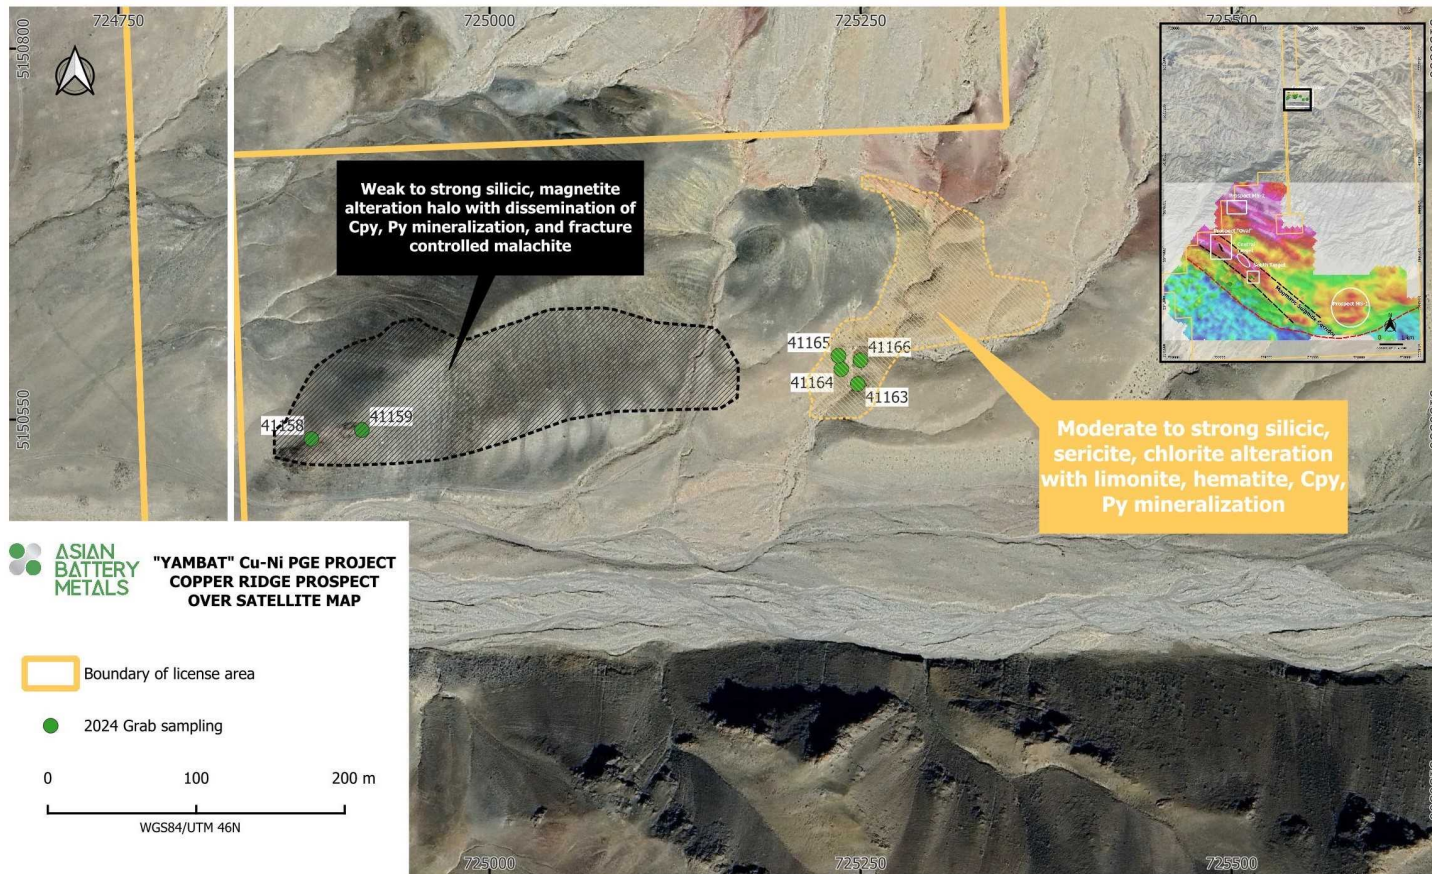 724750
725000
725250
725500
5150800
5150550
Weak to strong silicic, magnetite
alteration halo with dissemination of
Cpy, Py mineralization, and fracture
controlled malachite
41165
41166
41164
41163
41158
41159
Moderate to strong silicic,
sericite, chlorite alteration
with limonite, hematite, Cpy,
Py mineralization
ASIAN
BATTERY
METALS
"YAMBAT" Cu-Ni PGE PROJECT
COPPER RIDGE PROSPECT
OVER SATELLITE MAP
Boundary of license area
2024 Grab sampling
0 100 200 m
WGS84/UTM 46N
725000
725250
725500